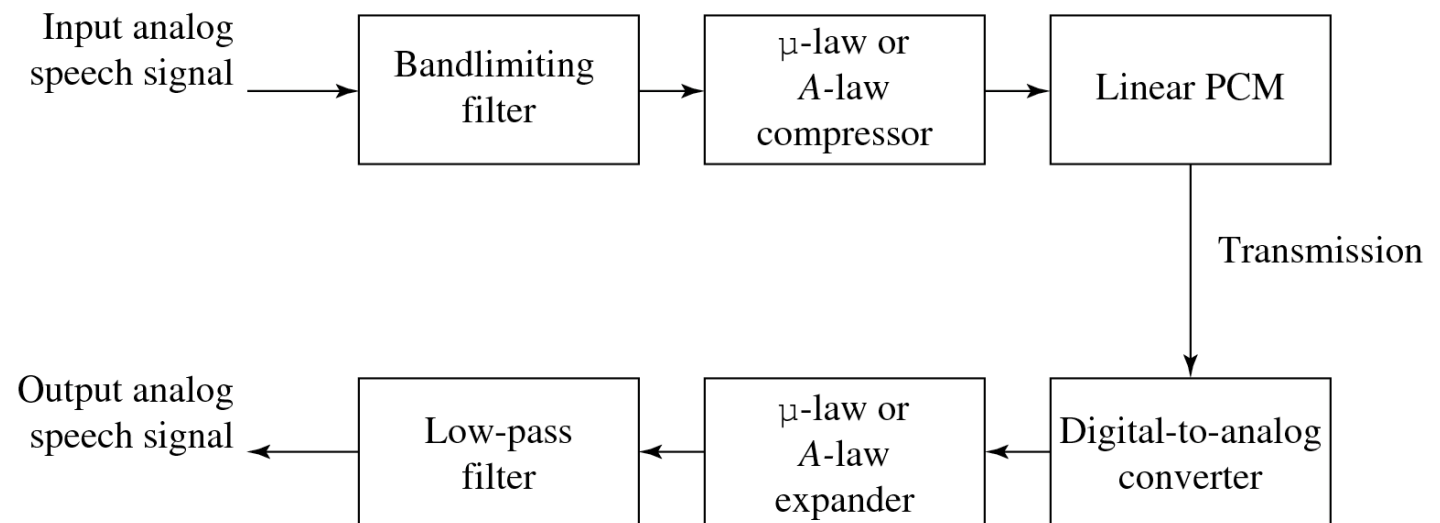 Input analog
speech signal
Bandlimiting
filter
μ-law or
A-law
compressor
Linear PCM
Transmission
Digital-to-analog
converter
μ-law or
A-law
expander
Low-pass
filter
Output analog
speech signal